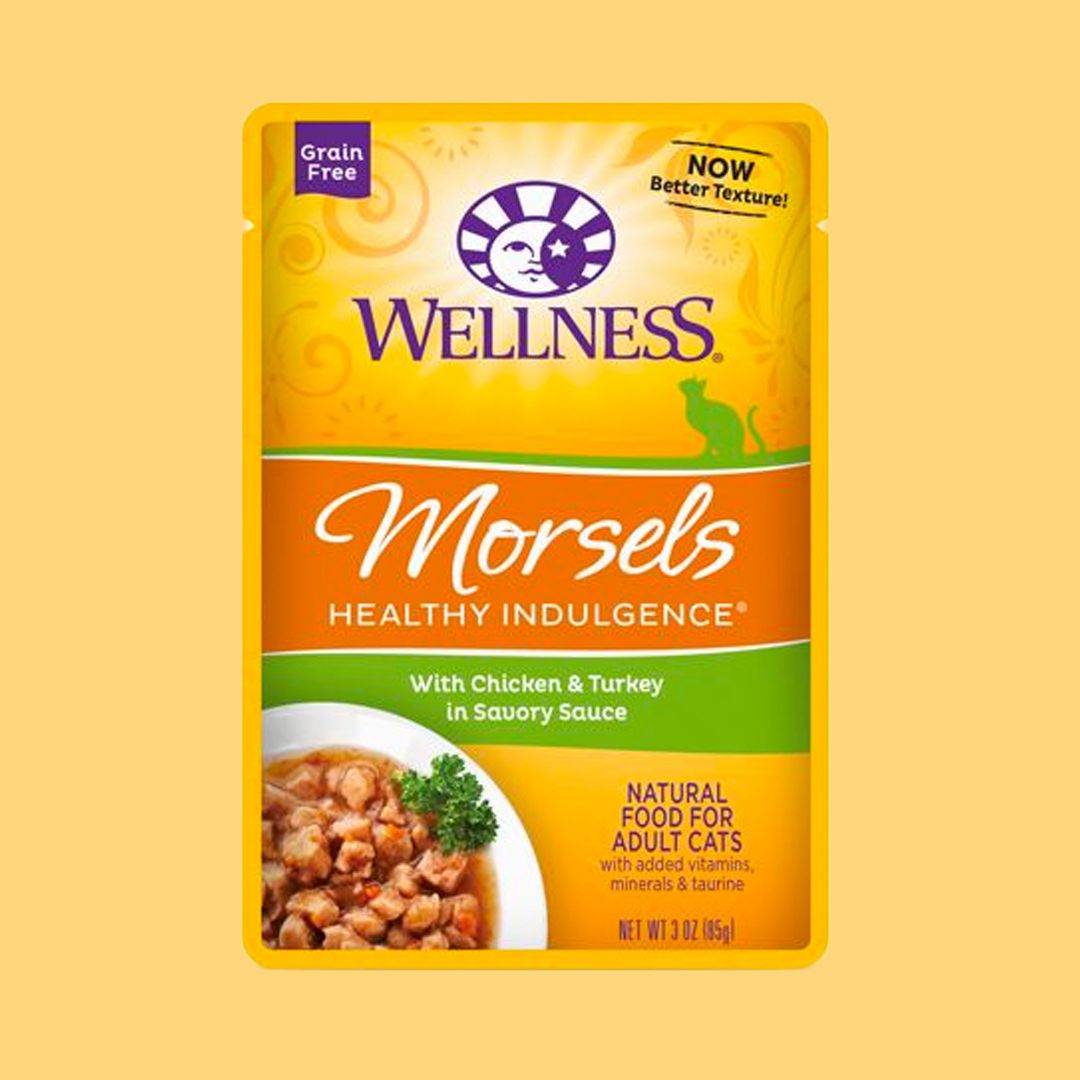 Grain
Free
NOW
Better Texture!
WELLNESS®
Morsels
HEALTHY INDULGENCE®
With Chicken & Turkey
in Savory Sauce
NATURAL
FOOD FOR
ADULT CATS
with added vitamins,
minerals & taurine
NET WT 3 OZ (85g)